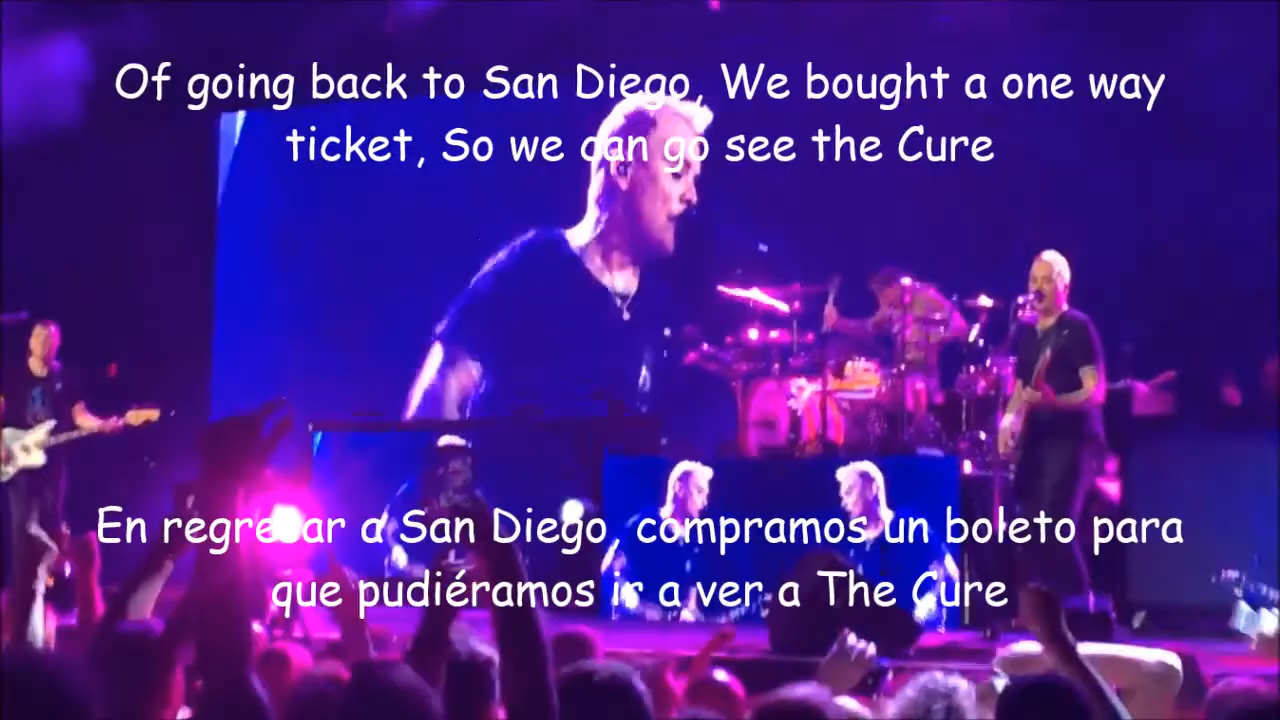 Of going back to San Diego, We bought a one way
ticket, So we can go see the Cure
En regresar a San Diego, compramos un boleto para
que pudiéramos ir a ver a The Cure